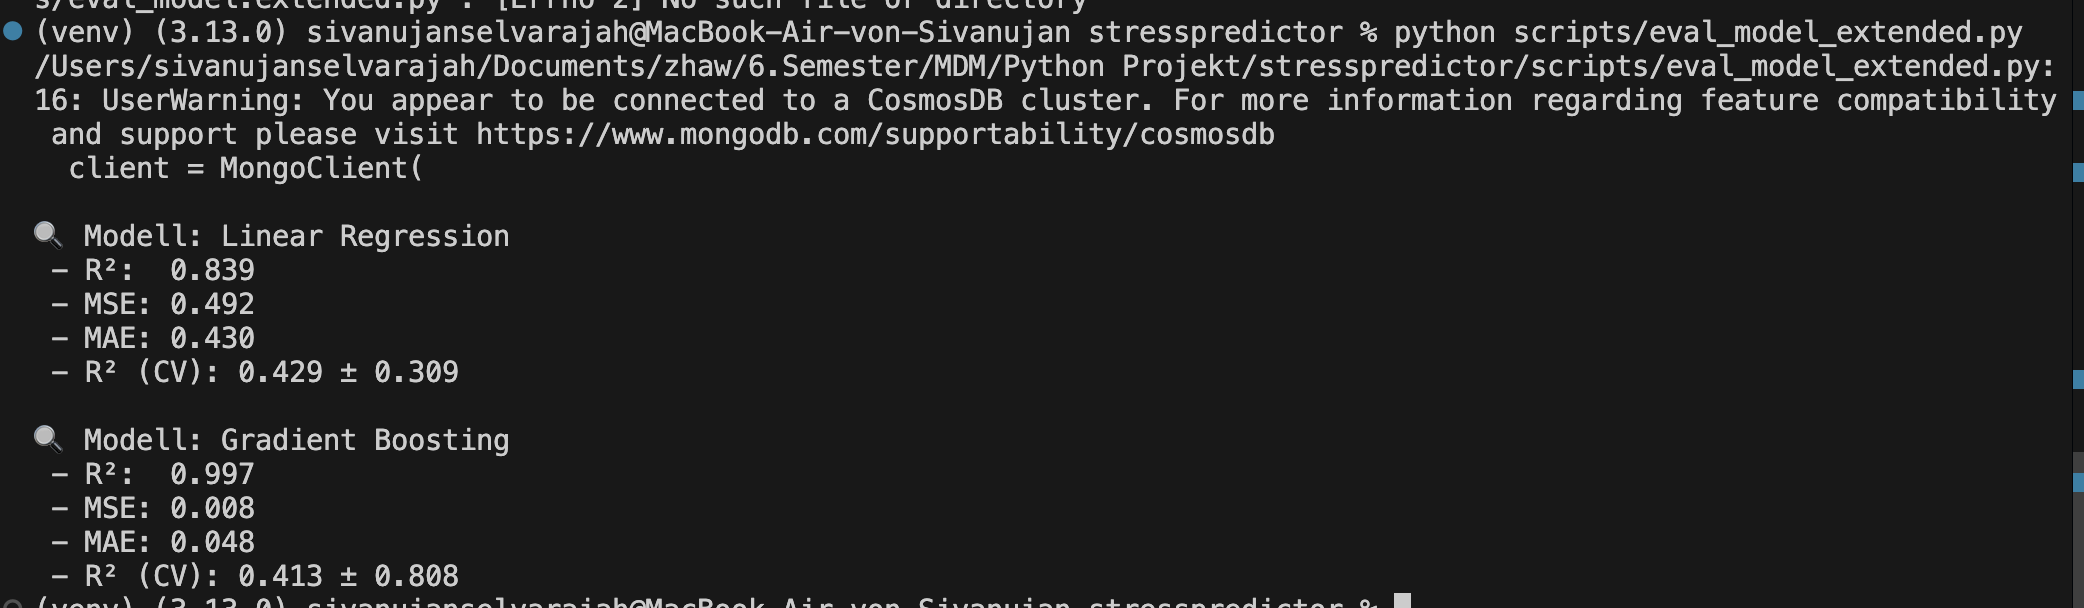 s/eval_model.extended.py': [Errno 2] No such file or directory
(venv) (3.13.0) sivanujanselvarajah@MacBook-Air-von-Sivanujan stresspredictor % python scripts/eval_model_extended.py
/Users/sivanujanselvarajah/Documents/zhaw/6.Semester/MDM/Python Projekt/stresspredictor/scripts/eval_model_extended.py:
16: UserWarning: You appear to be connected to a CosmosDB cluster. For more information regarding feature compatibility
and support please visit https://www.mongodb.com/supportability/cosmosdb
client = MongoClient(
🔍 Modell: Linear Regression
- R²: 0.839
- MSE: 0.492
- MAE: 0.430
- R² (CV): 0.429 ± 0.309
🔍 Modell: Gradient Boosting
- R²: 0.997
- MSE: 0.008
- MAE: 0.048
- R² (CV): 0.413 ± 0.808
(venv) (3.13.0) sivanujanselvarajah@MacBook-Air-von-Sivanujan stresspredictor %